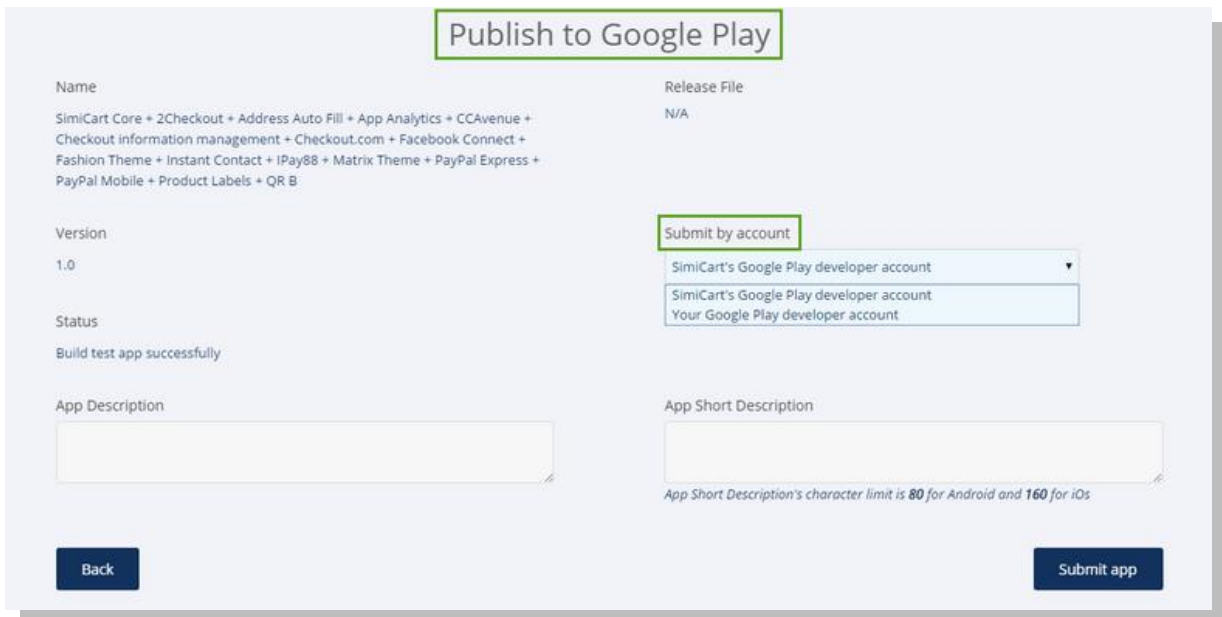 Publish to Google Play
Name
SimiCart Core + 2Checkout + Address Auto Fill + App Analytics + CCAvenue +
Checkout information management + Checkout.com + Facebook Connect +
Fashion Theme + Instant Contact + IPay88 + Matrix Theme + PayPal Express +
PayPal Mobile + Product Labels + QR B
Release File
N/A
Version
1.0
Submit by account
SimiCart's Google Play developer account
SimiCart's Google Play developer account
Your Google Play developer account
Status
Build test app successfully
App Description
App Short Description
App Short Description's character limit is 80 for Android and 160 for iOs
Back
Submit app